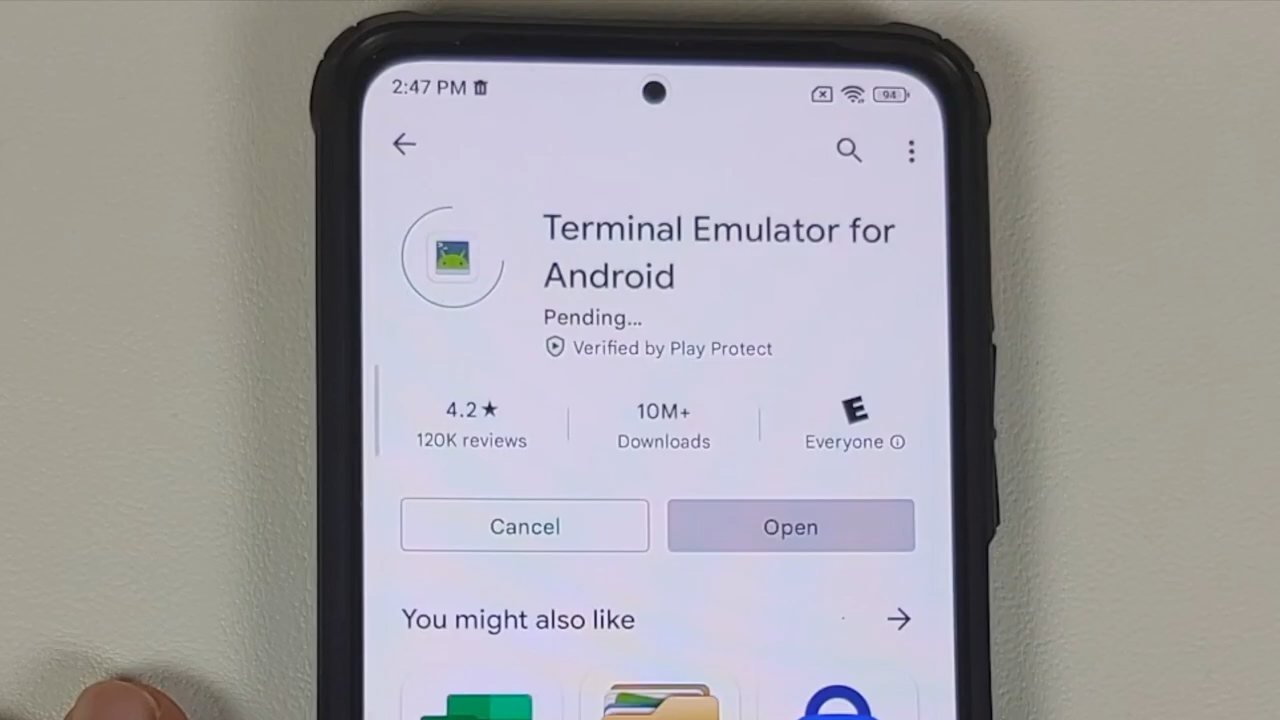 2:47 PM
94
Terminal Emulator for
Android
Pending...
Verified by Play Protect
4.2★
120K reviews
10M+
Downloads
E
Everyone
Cancel
Open
You might also like